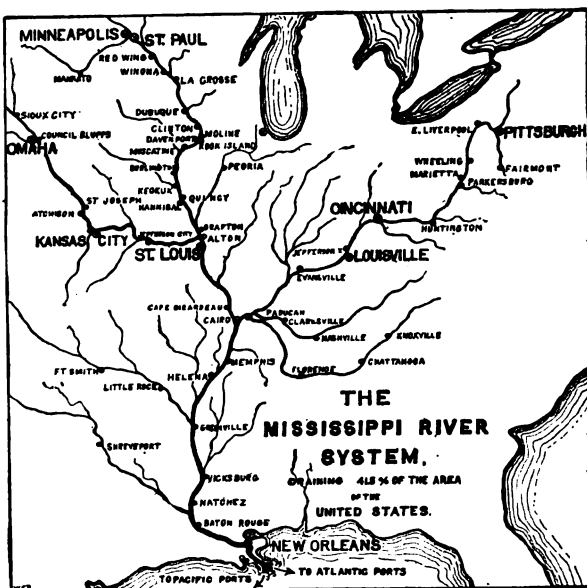 MINNEAPOLIS
ST. PAUL
RED WING
WINONA
MANKATO
LA GROSSE
SIOUX CITY
DUBUQUE
CLINTON
DAVENPORT
MOLINE
ROCK ISLAND
COUNCIL BLUFFS
OMAHA
MUSCATINE
BURLINGTON
PEORIA
KEOKUK
HANNIBAL
QUINCY
ST JOSEPH
ATCHISON
KANSAS CITY
JEFFERSON CITY
GRAFTON
ALTON
ST. LOUIS
E. LIVERPOOL
PITTSBURGH
WHEELING
MARIETTA
FAIRMONT
PARKERSBURG
CINCINNATI
HUNTINGTON
JEFFERSON'V
LOUISVILLE
EVANSVILLE
CAPE GIRARDEAU
CAIRO
PADUCAH
CLARKSVILLE
NASHVILLE
KNOXVILLE
CHATTANOGA
FLORENCE
MEMPHIS
FT SMITH
HELENA
LITTLE ROCK
GREENVILLE
SHREVEPORT
VICKSBURG
NATCHEZ
BATON ROUGE
NEW ORLEANS
TO PACIFIC PORTS
TO ATLANTIC PORTS
THE
MISSISSIPPI RIVER
SYSTEM,
DRAINING 41.5 % OF THE AREA
OF THE
UNITED STATES.